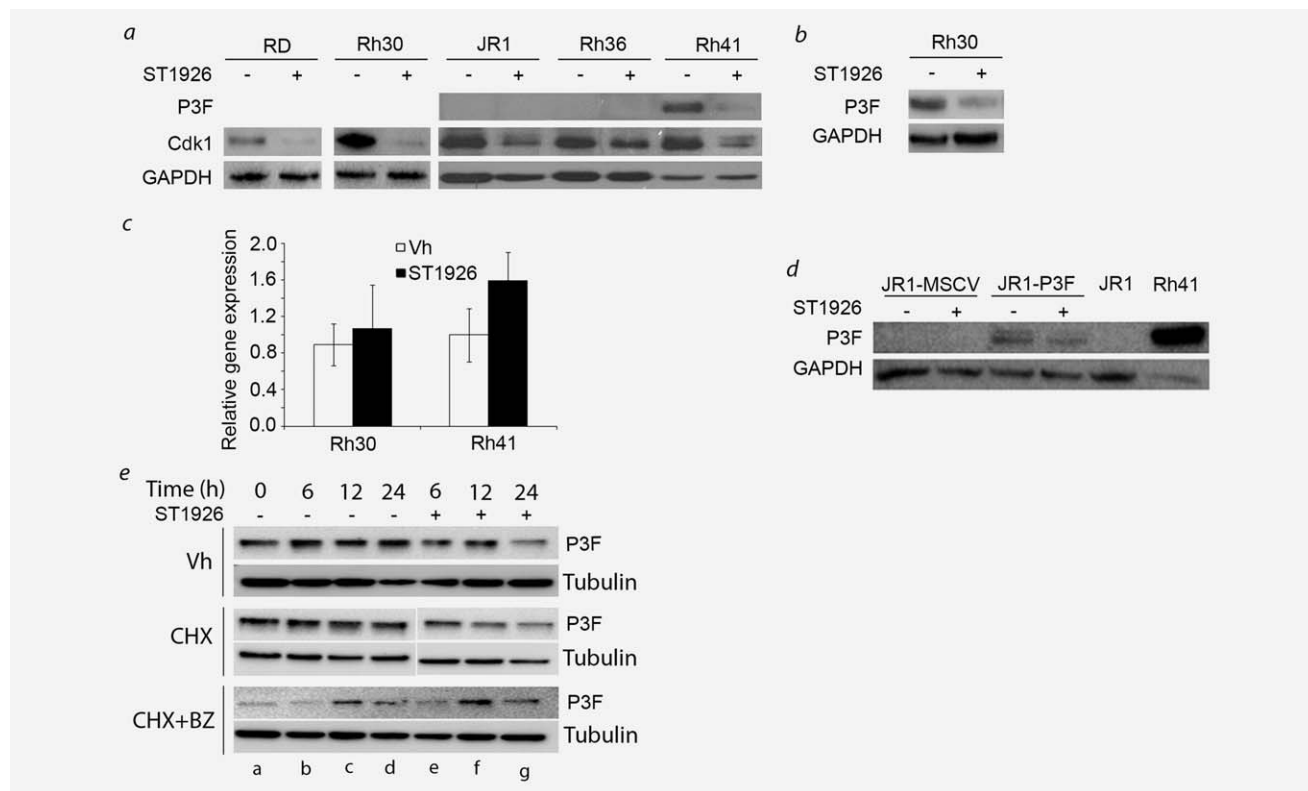 a
RD Rh30 JR1 Rh36 Rh41
ST1926 - + - + - + - + - +
P3F
Cdk1
GAPDH
b
Rh30
ST1926 - +
P3F
GAPDH
c
Relative gene expression
2.0
1.6
1.2
0.8
0.4
0.0
Vh
ST1926
Rh30 Rh41
d
JR1-MSCV JR1-P3F JR1 Rh41
ST1926 - + - +
P3F
GAPDH
e
Time (h) 0 6 12 24 6 12 24
ST1926 - - - - + + +
Vh
P3F
Tubulin
CHX
P3F
Tubulin
CHX+BZ
P3F
Tubulin
a b c d e f g